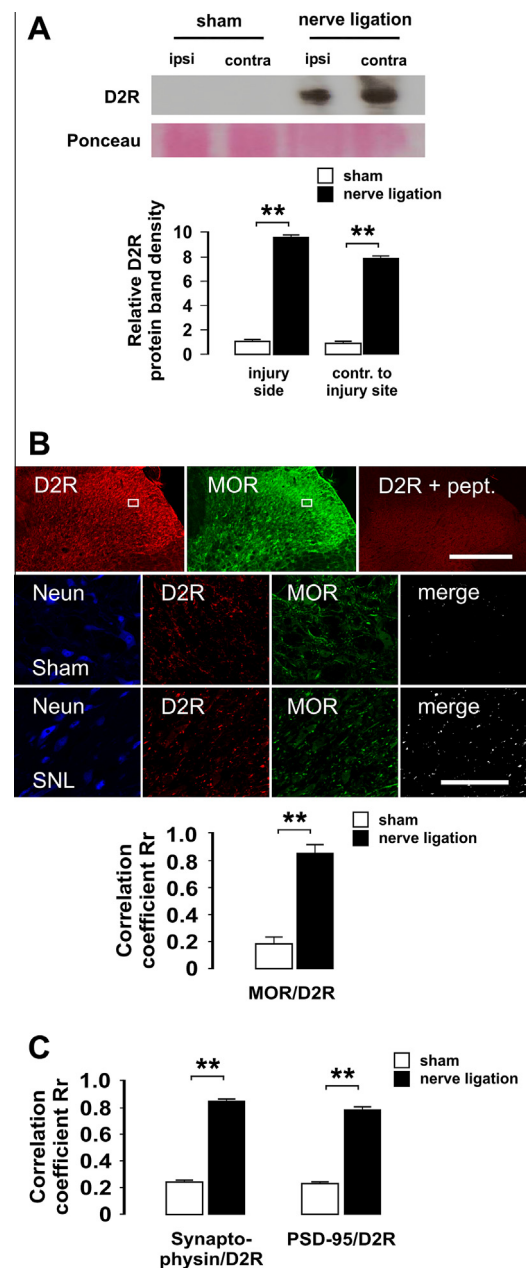 A
sham
nerve ligation
ipsi
contra
ipsi
contra
D2R
Ponceau
sham
nerve ligation
Relative D2R
protein band density
10
8
6
4
2
0
**
**
injury
side
contr. to
injury site
B
D2R
MOR
D2R + pept.
Neun
D2R
MOR
merge
Sham
Neun
D2R
MOR
merge
SNL
sham
nerve ligation
Correlation
coefficient Rr
1.0
0.8
0.6
0.4
0.2
0
**
MOR/D2R
C
sham
nerve ligation
Correlation
coefficient Rr
1.0
0.8
0.6
0.4
0.2
0
**
**
Synapto-
physin/D2R
PSD-95/D2R